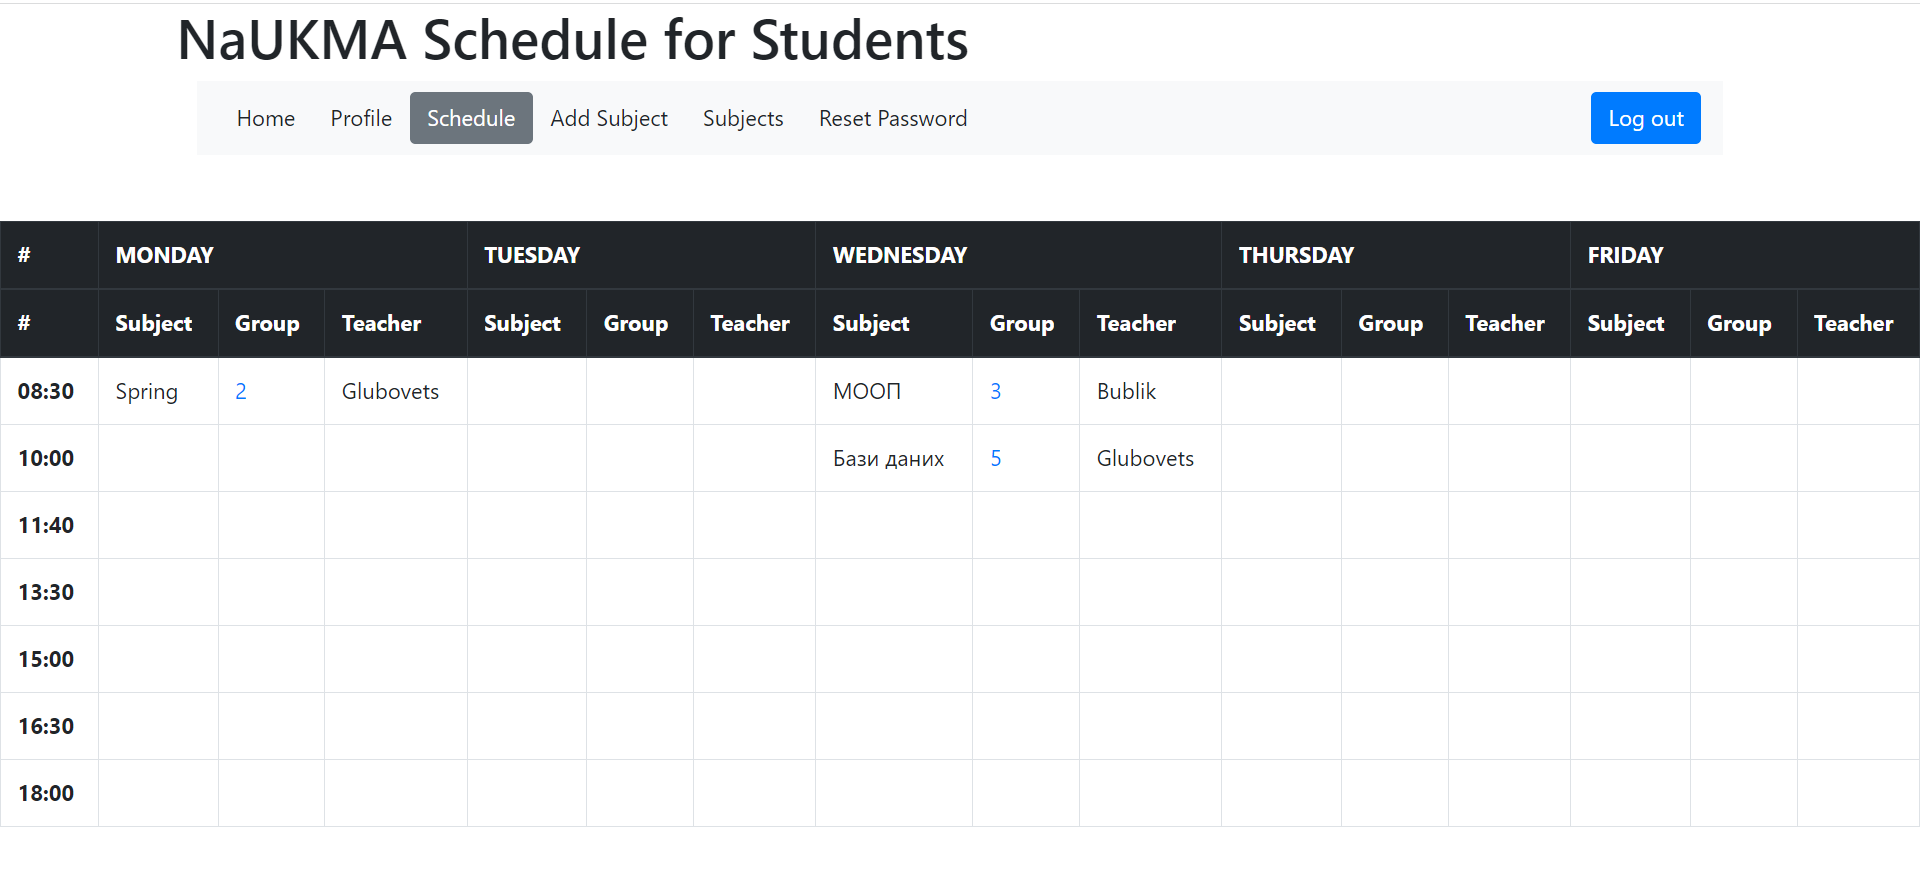 NaUKMA Schedule for Students
Home Profile Schedule Add Subject Subjects Reset Password Log out
# MONDAY TUESDAY WEDNESDAY THURSDAY FRIDAY
# Subject Group Teacher Subject Group Teacher Subject Group Teacher Subject Group Teacher Subject Group Teacher
08:30 Spring 2 Glubovets МООП 3 Bublik
10:00 Бази даних 5 Glubovets
11:40
13:30
15:00
16:30
18:00